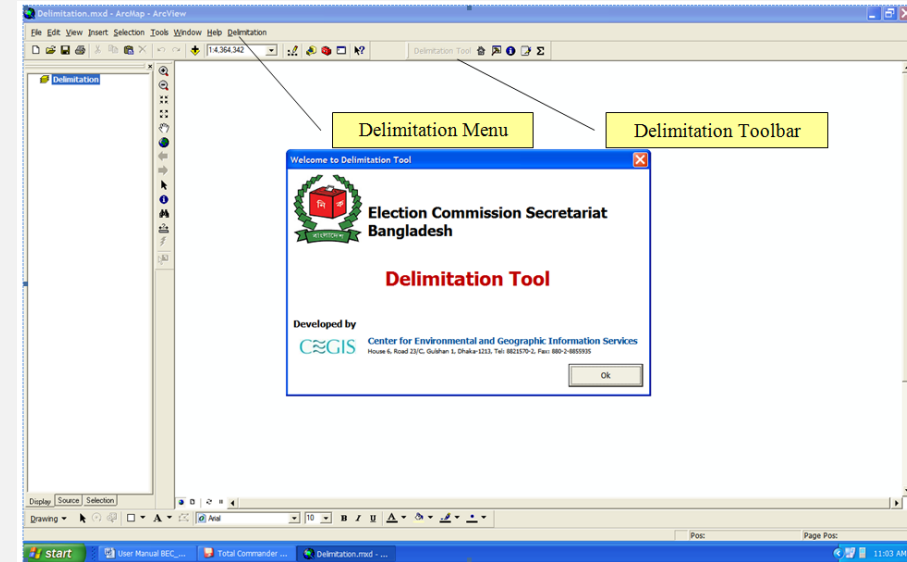 Delimitation.mxd - ArcMap - ArcView
File Edit View Insert Selection Tools Window Help Delimitation
1:4,364,342
Delimitation Tool
Delimitation
Delimitation Menu
Delimitation Toolbar
Welcome to Delimitation Tool
Election Commission Secretariat
Bangladesh
Delimitation Tool
Developed by
CEGIS
Center for Environmental and Geographic Information Services
House 6, Road 23/C, Gulshan 1, Dhaka-1213, Tel: 8821570-2, Fax: 880-2-8855935
Ok
Display Source Selection
Drawing
A
Arial
10
B I U A
Pos:
Page Pos:
start
User Manual BEC_...
Total Commander ...
Delimitation.mxd - ...
11:03 AM